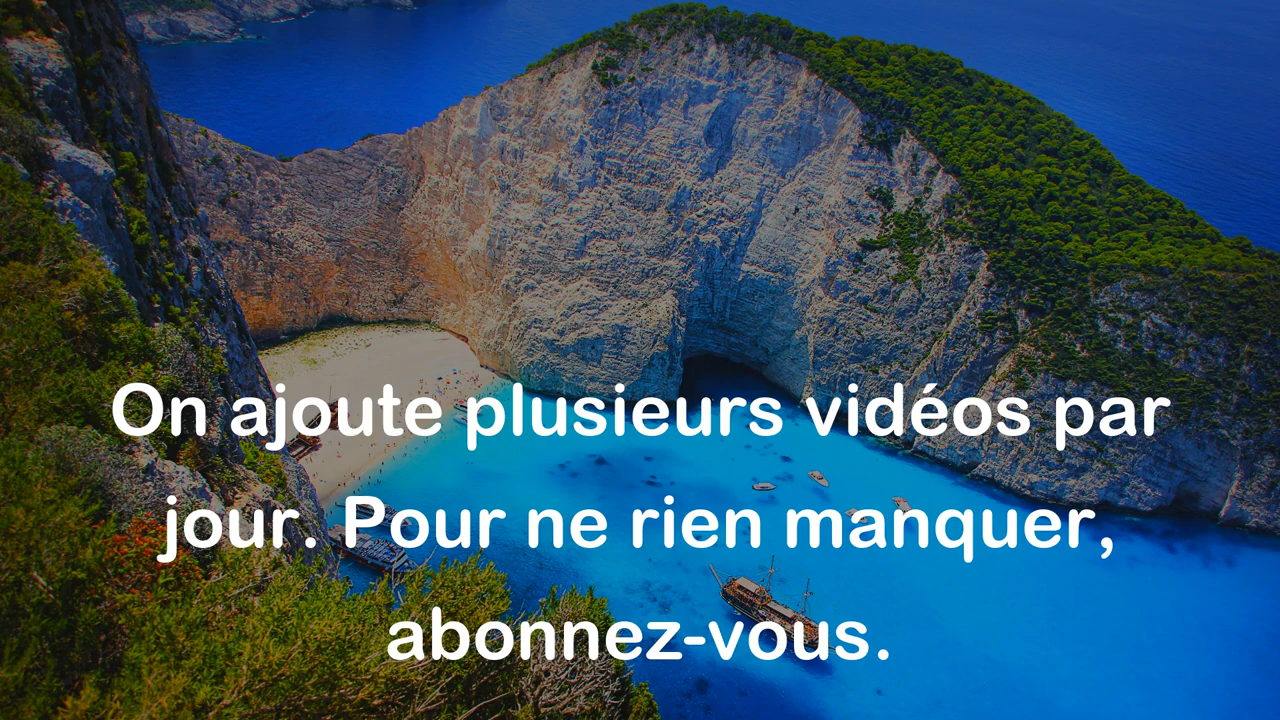 On ajoute plusieurs vidéos par
jour. Pour ne rien manquer,
abonnez-vous.